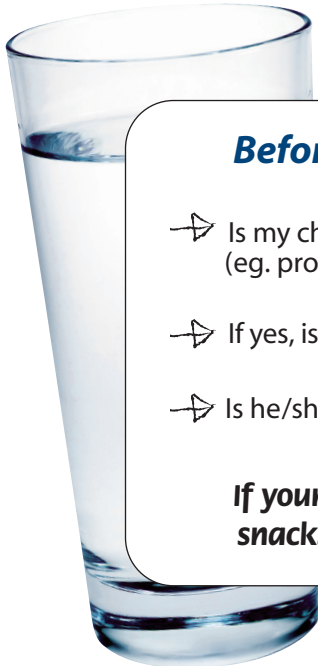 Befor
Is my ch
(eg. pro
If yes, is
Is he/sh
If your
snack